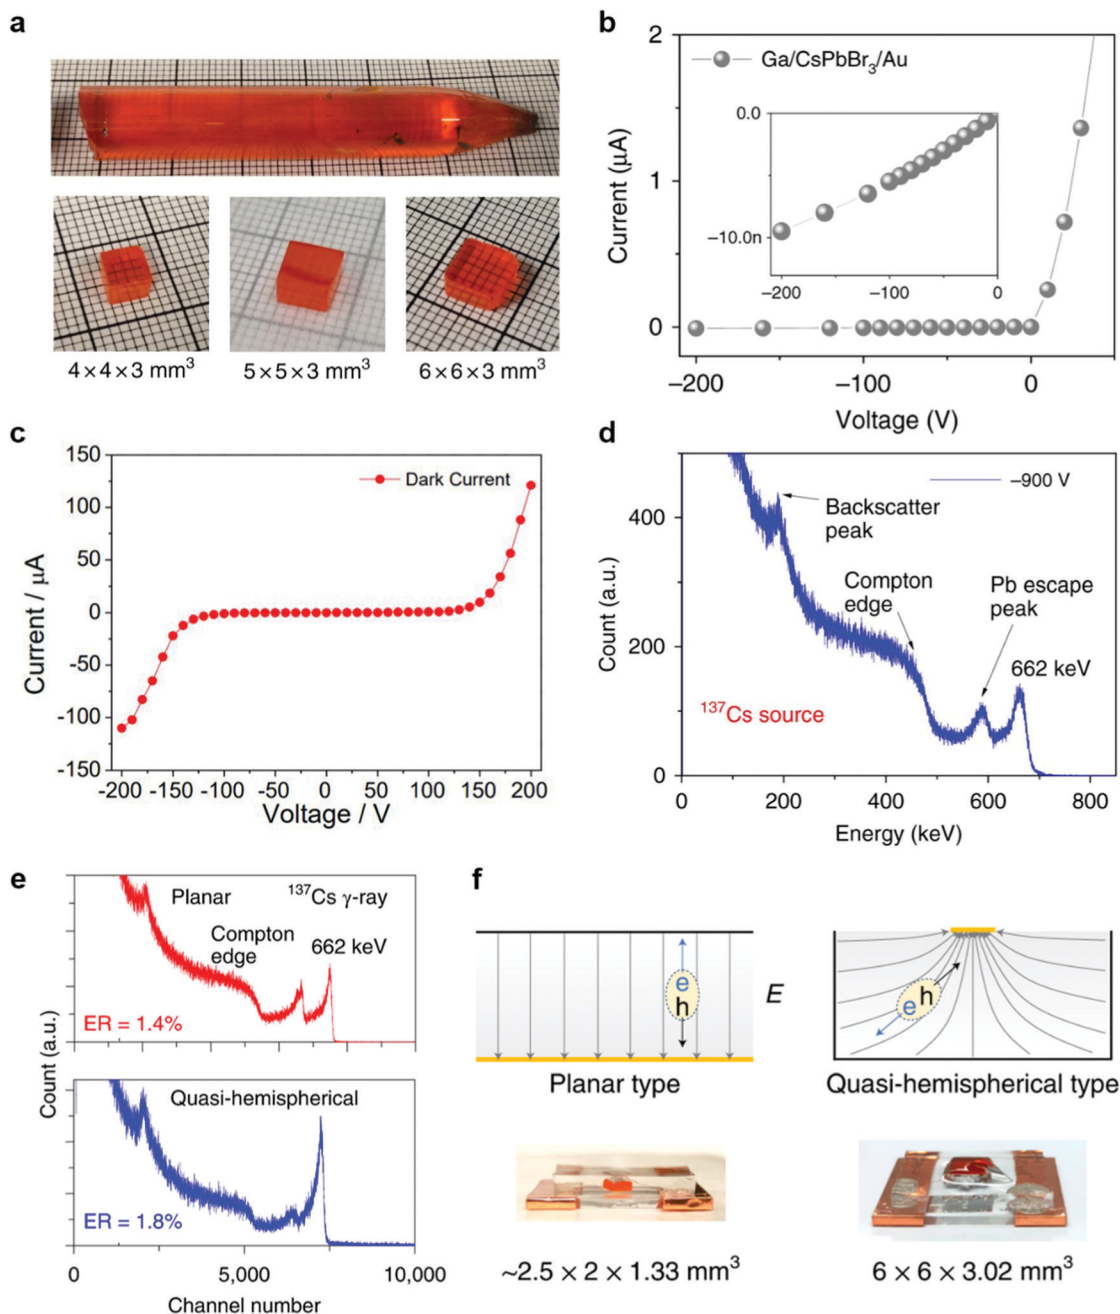 a
4 × 4 × 3 mm³
5 × 5 × 3 mm³
6 × 6 × 3 mm³
b
2
1
0
Current (μA)
Ga/CsPbBr₃/Au
0.0
−10.0n
−200
−100
0
−200
−100
0
Voltage (V)
c
150
100
50
0
-50
-100
-150
Current / μA
Dark Current
-200 -150 -100 -50 0 50 100 150 200
Voltage / V
d
400
200
0
Count (a.u.)
−900 V
Backscatter
peak
Compton
edge
Pb escape
peak
662 keV
¹³⁷Cs source
0 200 400 600 800
Energy (keV)
e
Count (a.u.)
Planar
¹³⁷Cs γ-ray
Compton
edge
662 keV
ER = 1.4%
Quasi-hemispherical
ER = 1.8%
0 5,000 10,000
Channel number
f
e
h
E
Planar type
e h
Quasi-hemispherical type
~2.5 × 2 × 1.33 mm³
6 × 6 × 3.02 mm³